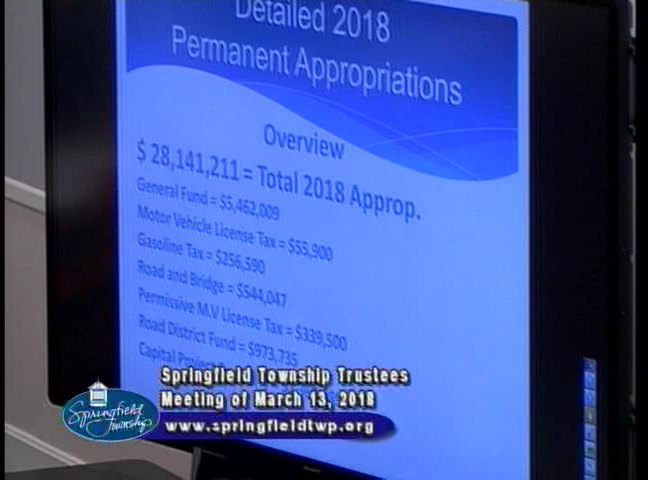 Detailed 2018
Permanent Appropriations
Overview
$ 28,141,211 = Total 2018 Approp.
General Fund = $5,462,009
Motor Vehicle License Tax = $55,900
Gasoline Tax = $256,590
Road and Bridge = $544,047
Permissive M.V License Tax = $339,500
Road District Fund = $973,735
Capital
Springfield Township Trustees
Meeting of March 13, 2018
www.springfieldtwp.org
Springfield
Township